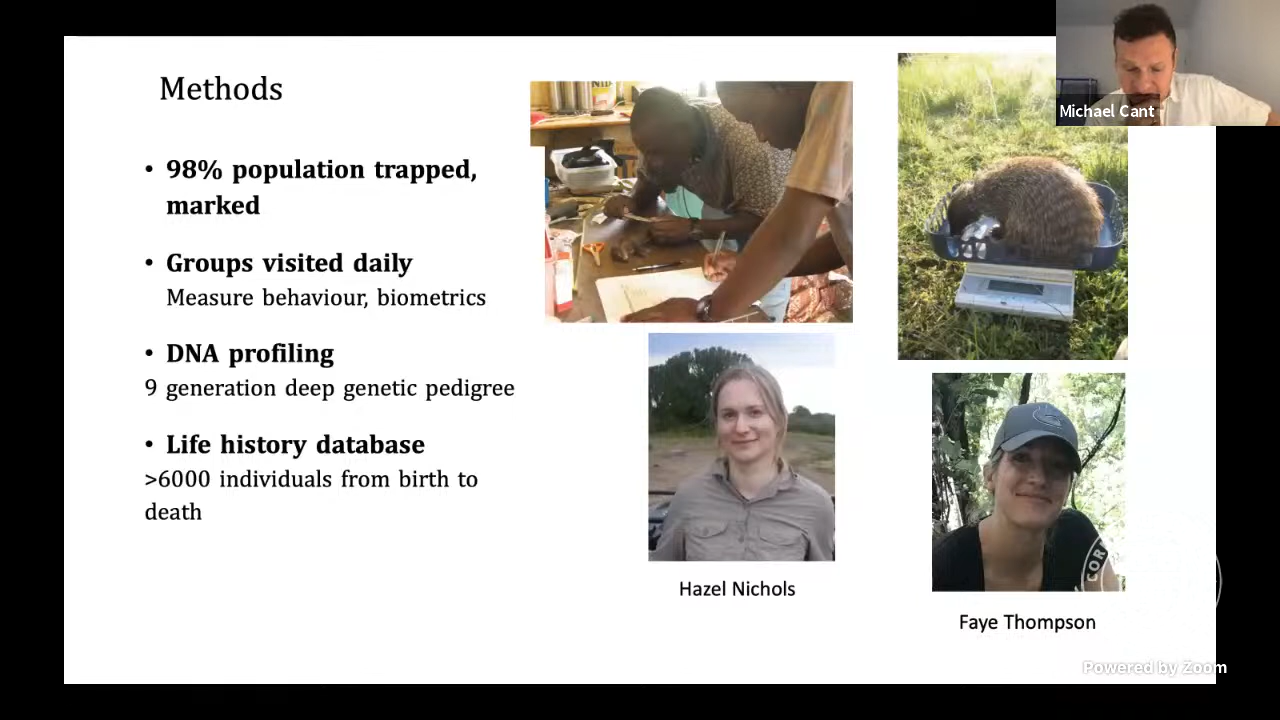 Methods
• 98% population trapped,
marked
• Groups visited daily
Measure behaviour, biometrics
• DNA profiling
9 generation deep genetic pedigree
• Life history database
>6000 individuals from birth to
death
Hazel Nichols
Faye Thompson
Michael Cant
COR
Powered by Zoom